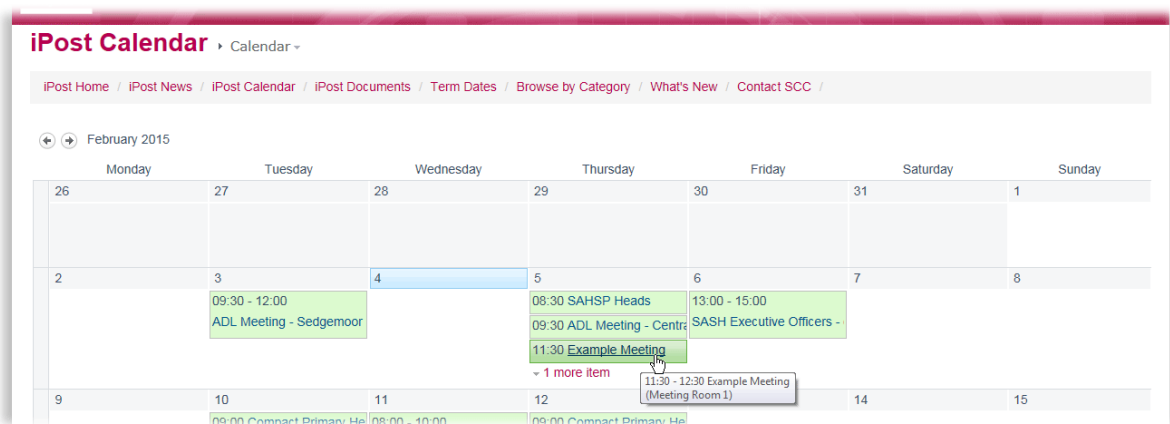 iPost Calendar Calendar
iPost Home / iPost News / iPost Calendar / iPost Documents / Term Dates / Browse by Category / What's New / Contact SCC /
February 2015
Monday Tuesday Wednesday Thursday Friday Saturday Sunday
26 27 28 29 30 31 1
2 3 4 5 6 7 8
09:30 - 12:00 08:30 SAHSP Heads 13:00 - 15:00
ADL Meeting - Sedgemoor 09:30 ADL Meeting - Centra SASH Executive Officers -
11:30 Example Meeting
1 more item
11:30 - 12:30 Example Meeting
(Meeting Room 1)
9 10 11 12 14 15
09:00 Compact Primary He 08:00 - 10:00 09:00 Compact Primary He